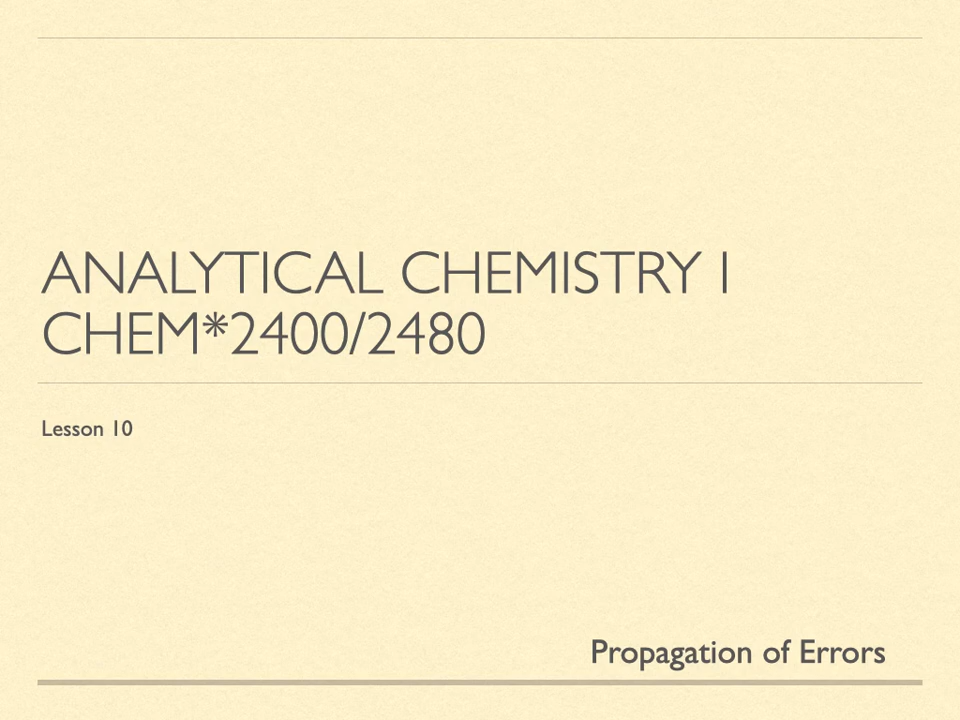 ANALYTICAL CHEMISTRY I
CHEM*2400/2480
Lesson 10
Propagation of Errors